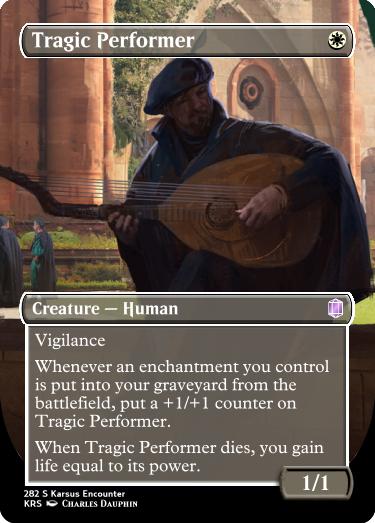 Tragic Performer
Creature — Human
Vigilance
Whenever an enchantment you control
is put into your graveyard from the
battlefield, put a +1/+1 counter on
Tragic Performer.
When Tragic Performer dies, you gain
life equal to its power.
1/1
282 S Karsus Encounter
KRS Charles Dauphin